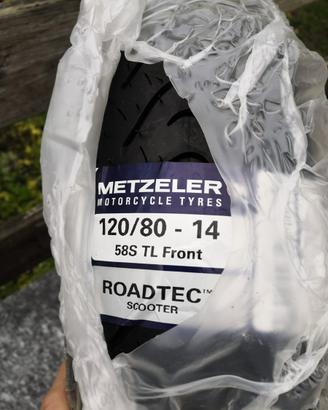 METZELER
MOTORCYCLE TYRES
120/80 - 14
58S TL Front
ROADTEC™
SCOOTER